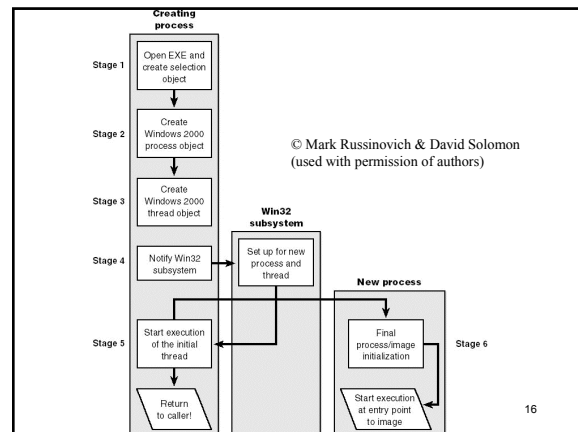 Creating
process
Stage 1
Open EXE and
create selection
object
Stage 2
Create
Windows 2000
process object
© Mark Russinovich & David Solomon
(used with permission of authors)
Stage 3
Create
Windows 2000
thread object
Win32
subsystem
Stage 4
Notify Win32
subsystem
Set up for new
process and
thread
New process
Stage 5
Start execution
of the initial
thread
Final
process/image
initialization
Stage 6
Return
to caller!
Start execution
at entry point
to image
16